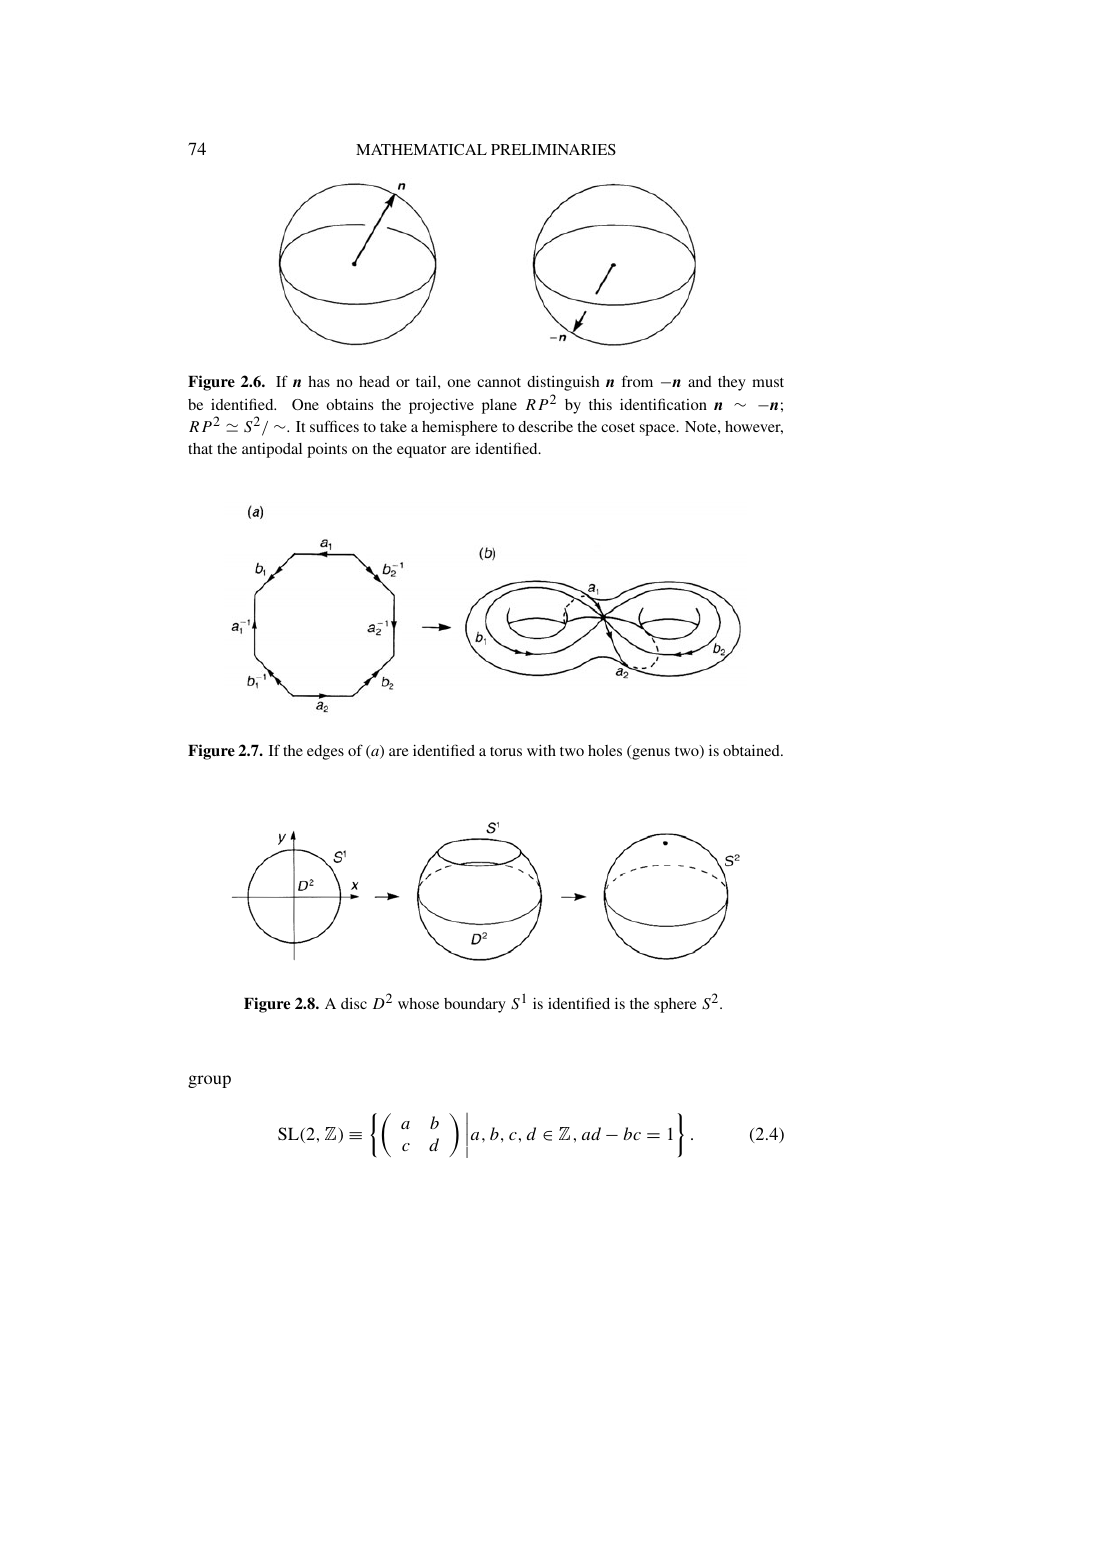 74 MATHEMATICAL PRELIMINARIES
n
−n
Figure 2.6. If n has no head or tail, one cannot distinguish n from −n and they must
be identified. One obtains the projective plane RP² by this identification n ∼ −n;
RP² ≃ S²/ ∼. It suffices to take a hemisphere to describe the coset space. Note, however,
that the antipodal points on the equator are identified.
(a)
a₁
b₁ b₂⁻¹
a₁⁻¹ a₂⁻¹
b₁⁻¹ b₂
a₂
(b)
a₁
b₁ b₂
a₂
Figure 2.7. If the edges of (a) are identified a torus with two holes (genus two) is obtained.
y S¹
D² x
S¹
D²
S²
Figure 2.8. A disc D² whose boundary S¹ is identified is the sphere S².
group
SL(2, ℤ) ≡ { ( a b
c d ) | a, b, c, d ∈ ℤ, ad − bc = 1 } . (2.4)